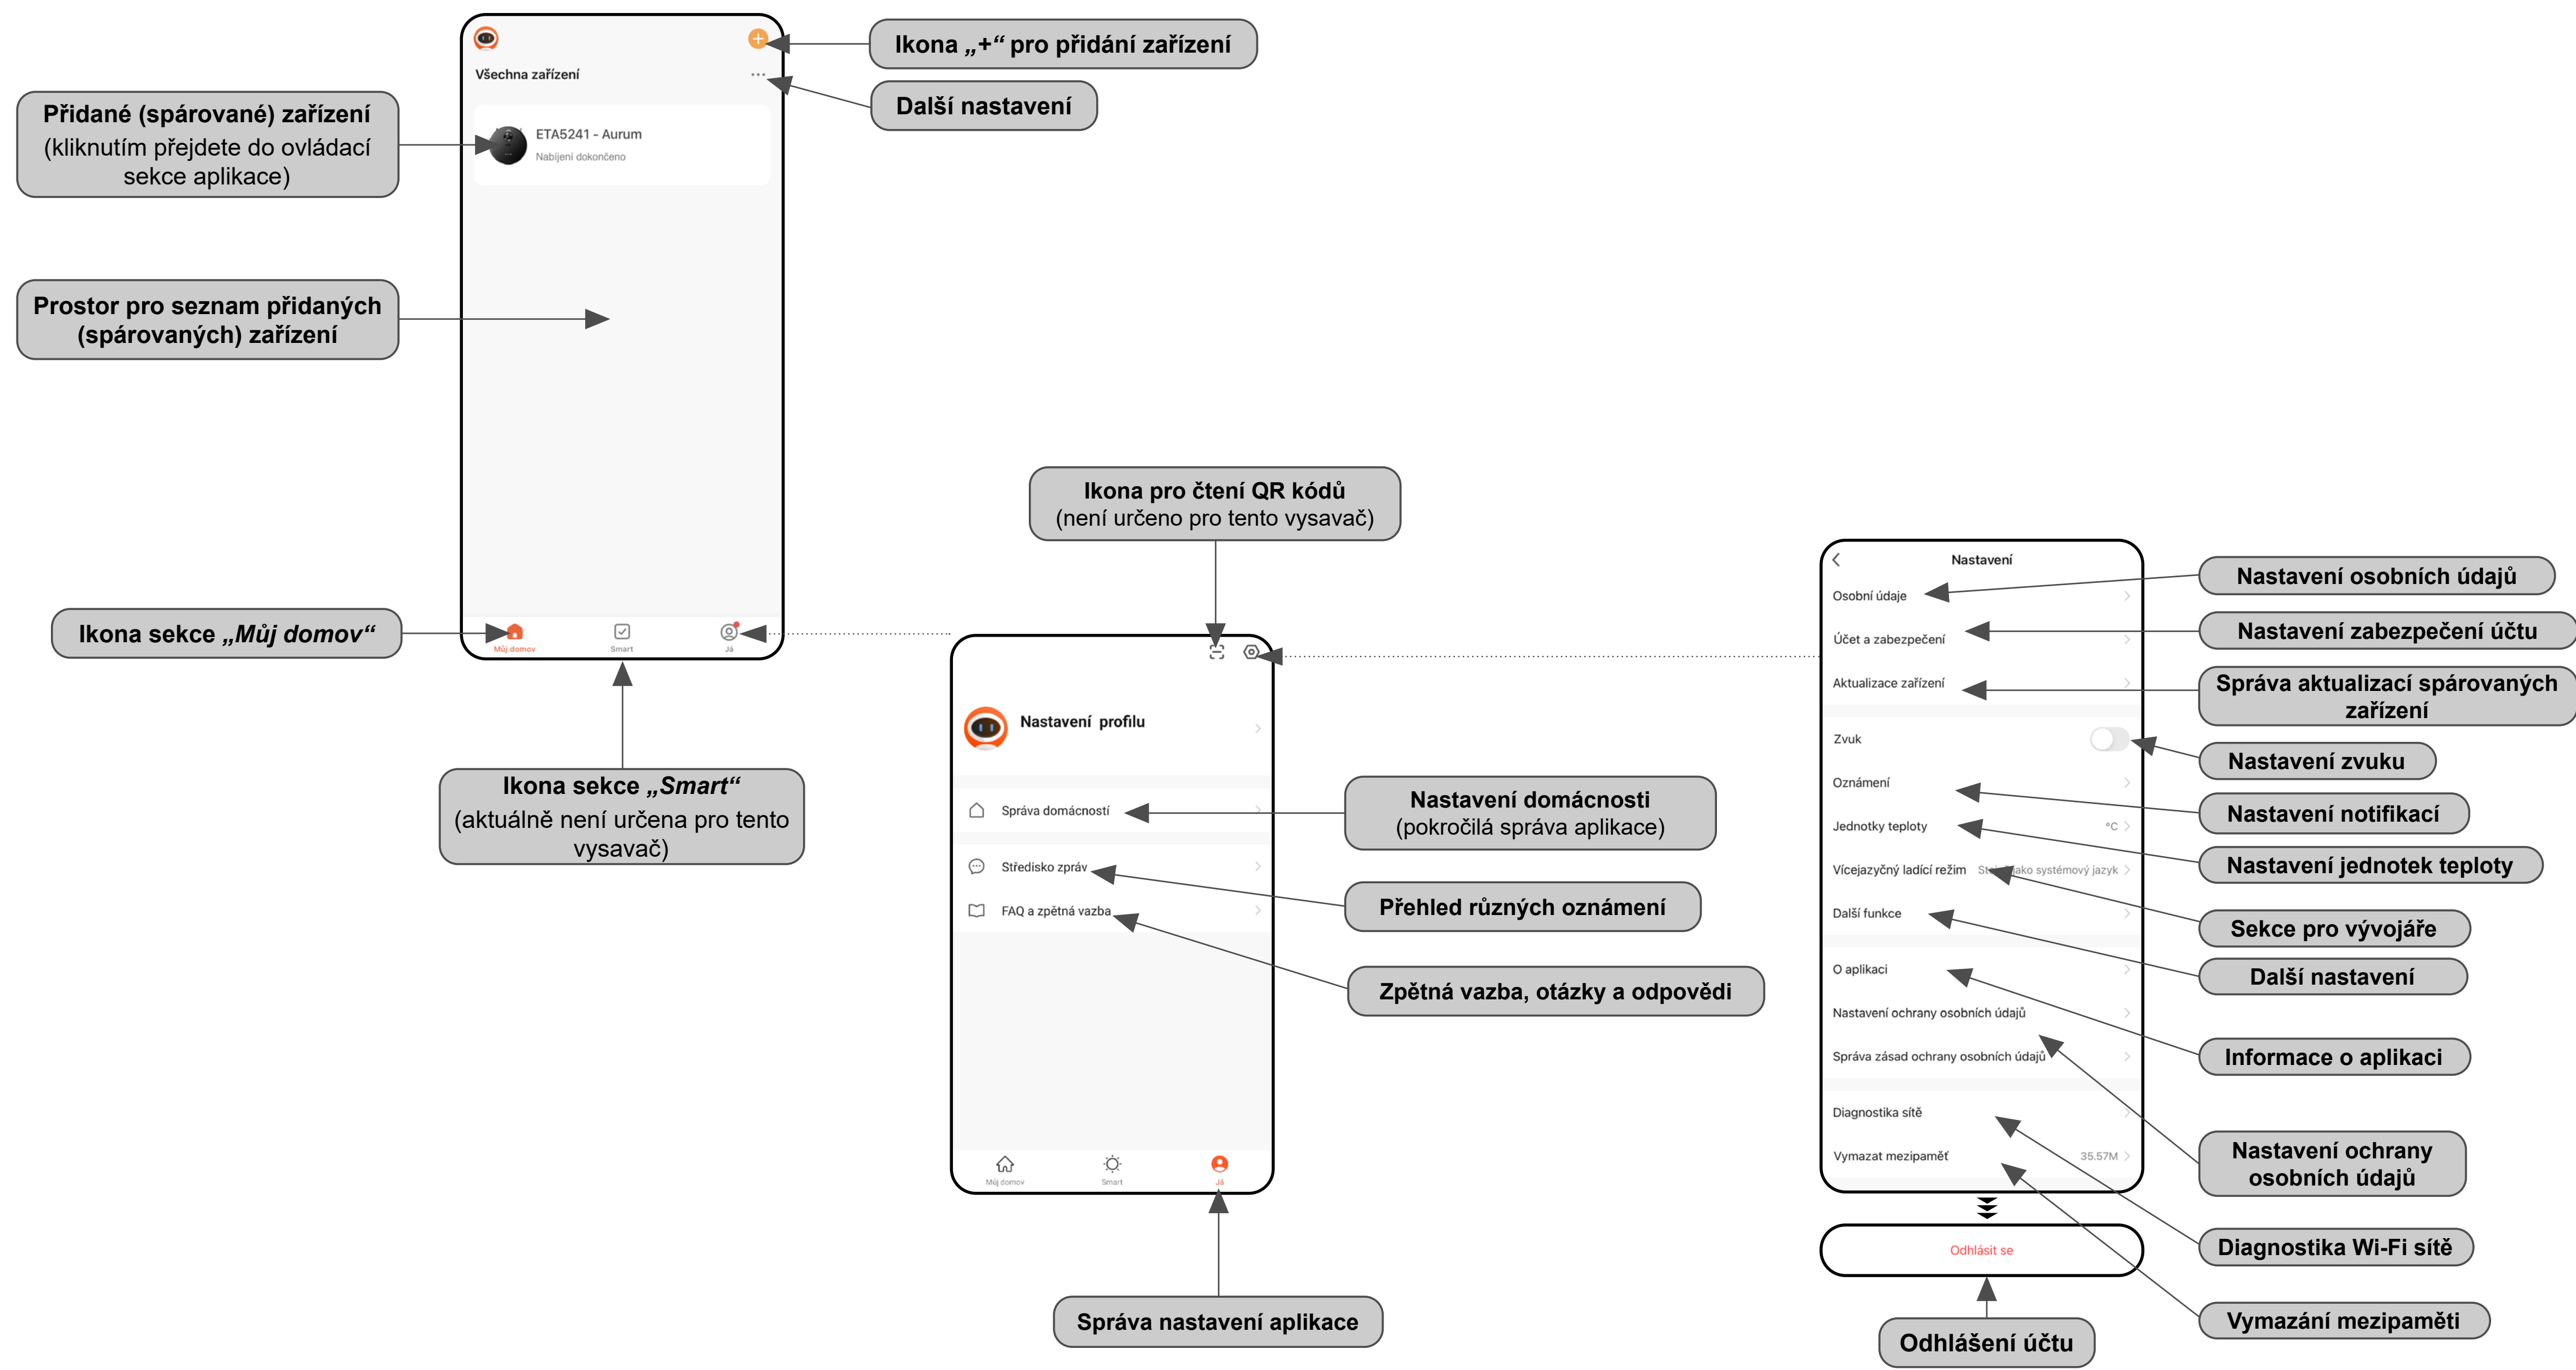 Ikona „+“ pro přidání zařízení
Všechna zařízení
Další nastavení
Přidané (spárované) zařízení
(kliknutím přejdete do ovládací
sekce aplikace)
ETA5241 - Aurum
Nabíjení dokončeno
Prostor pro seznam přidaných
(spárovaných) zařízení
Ikona sekce „Můj domov“
Můj domov
Smart
Já
Ikona sekce „Smart“
(aktuálně není určena pro tento
vysavač)
Ikona pro čtení QR kódů
(není určeno pro tento vysavač)
Nastavení profilu
Správa domácností
Nastavení domácnosti
(pokročilá správa aplikace)
Středisko zpráv
Přehled různých oznámení
FAQ a zpětná vazba
Zpětná vazba, otázky a odpovědi
Můj domov
Smart
Já
Správa nastavení aplikace
Nastavení
Osobní údaje
Nastavení osobních údajů
Účet a zabezpečení
Nastavení zabezpečení účtu
Aktualizace zařízení
Správa aktualizací spárovaných
zařízení
Zvuk
Nastavení zvuku
Oznámení
Nastavení notifikací
Jednotky teploty
°C
Nastavení jednotek teploty
Vícejazyčný ladící režim
jako systémový jazyk
Sekce pro vývojáře
Další funkce
Další nastavení
O aplikaci
Informace o aplikaci
Nastavení ochrany osobních údajů
Správa zásad ochrany osobních údajů
Nastavení ochrany
osobních údajů
Diagnostika sítě
Diagnostika Wi-Fi sítě
Vymazat mezipaměť
35.57M
Vymazání mezipaměti
Odhlásit se
Odhlášení účtu